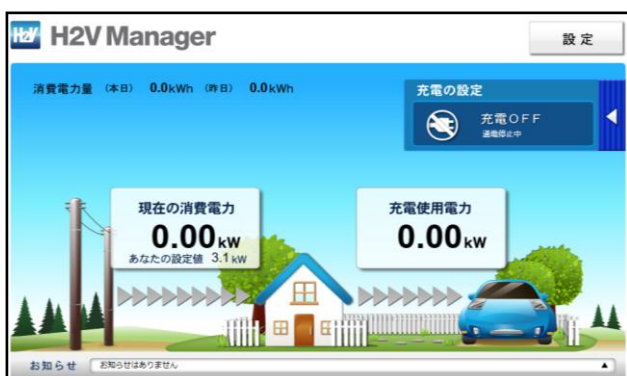 H2V H2V Manager
設定
消費電力量 (本日) 0.0kWh (昨日) 0.0kWh
充電の設定
充電OFF
通電停止中
現在の消費電力
0.00kW
あなたの設定値 3.1kW
充電使用電力
0.00kW
お知らせ お知らせはありません